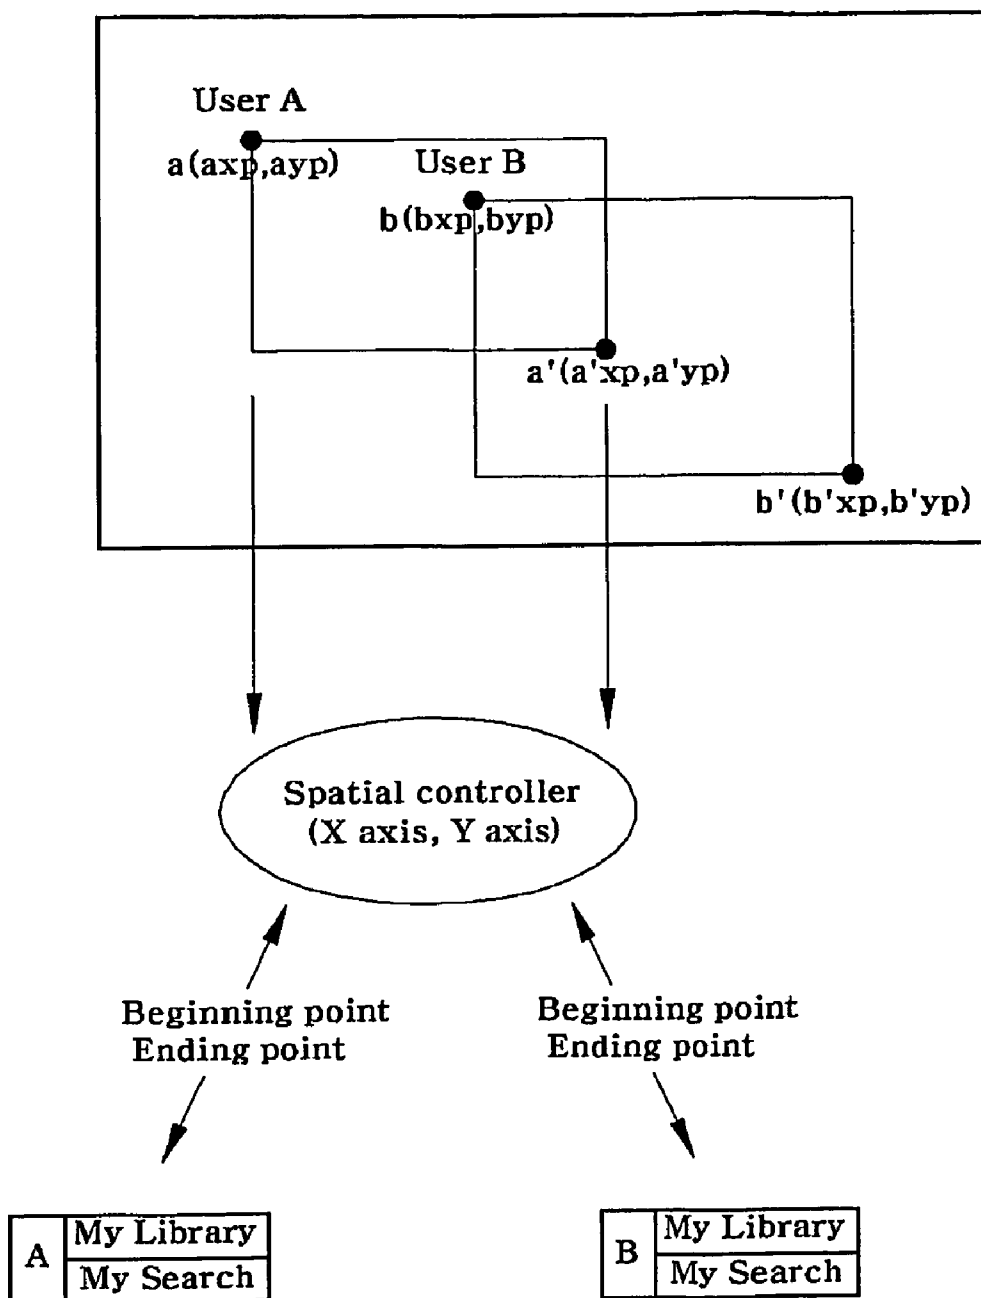 User A
a(axp,ayp)
User B
b(bxp,byp)
a'(a'xp,a'yp)
b'(b'xp,b'yp)
Spatial controller
(X axis, Y axis)
Beginning point
Ending point
Beginning point
Ending point
A
My Library
My Search
B
My Library
My Search